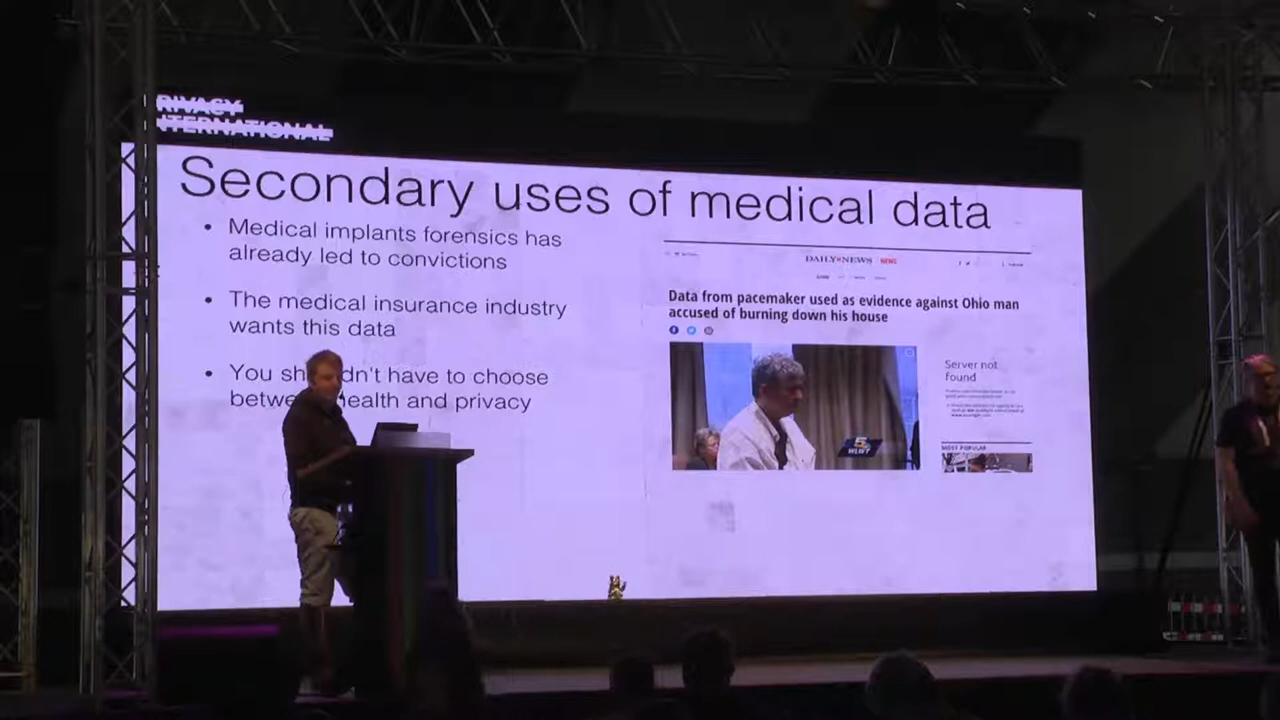 RIVACY
NTERNATIONAL
Secondary uses of medical data
• Medical implants forensics has
already led to convictions
• The medical insurance industry
wants this data
• You sh dn't have to choose
betwe ealth and privacy
DAILY NEWS NEWS
Data from pacemaker used as evidence against Ohio man
accused of burning down his house
Server not
found
5
WLWT
MOST POPULAR